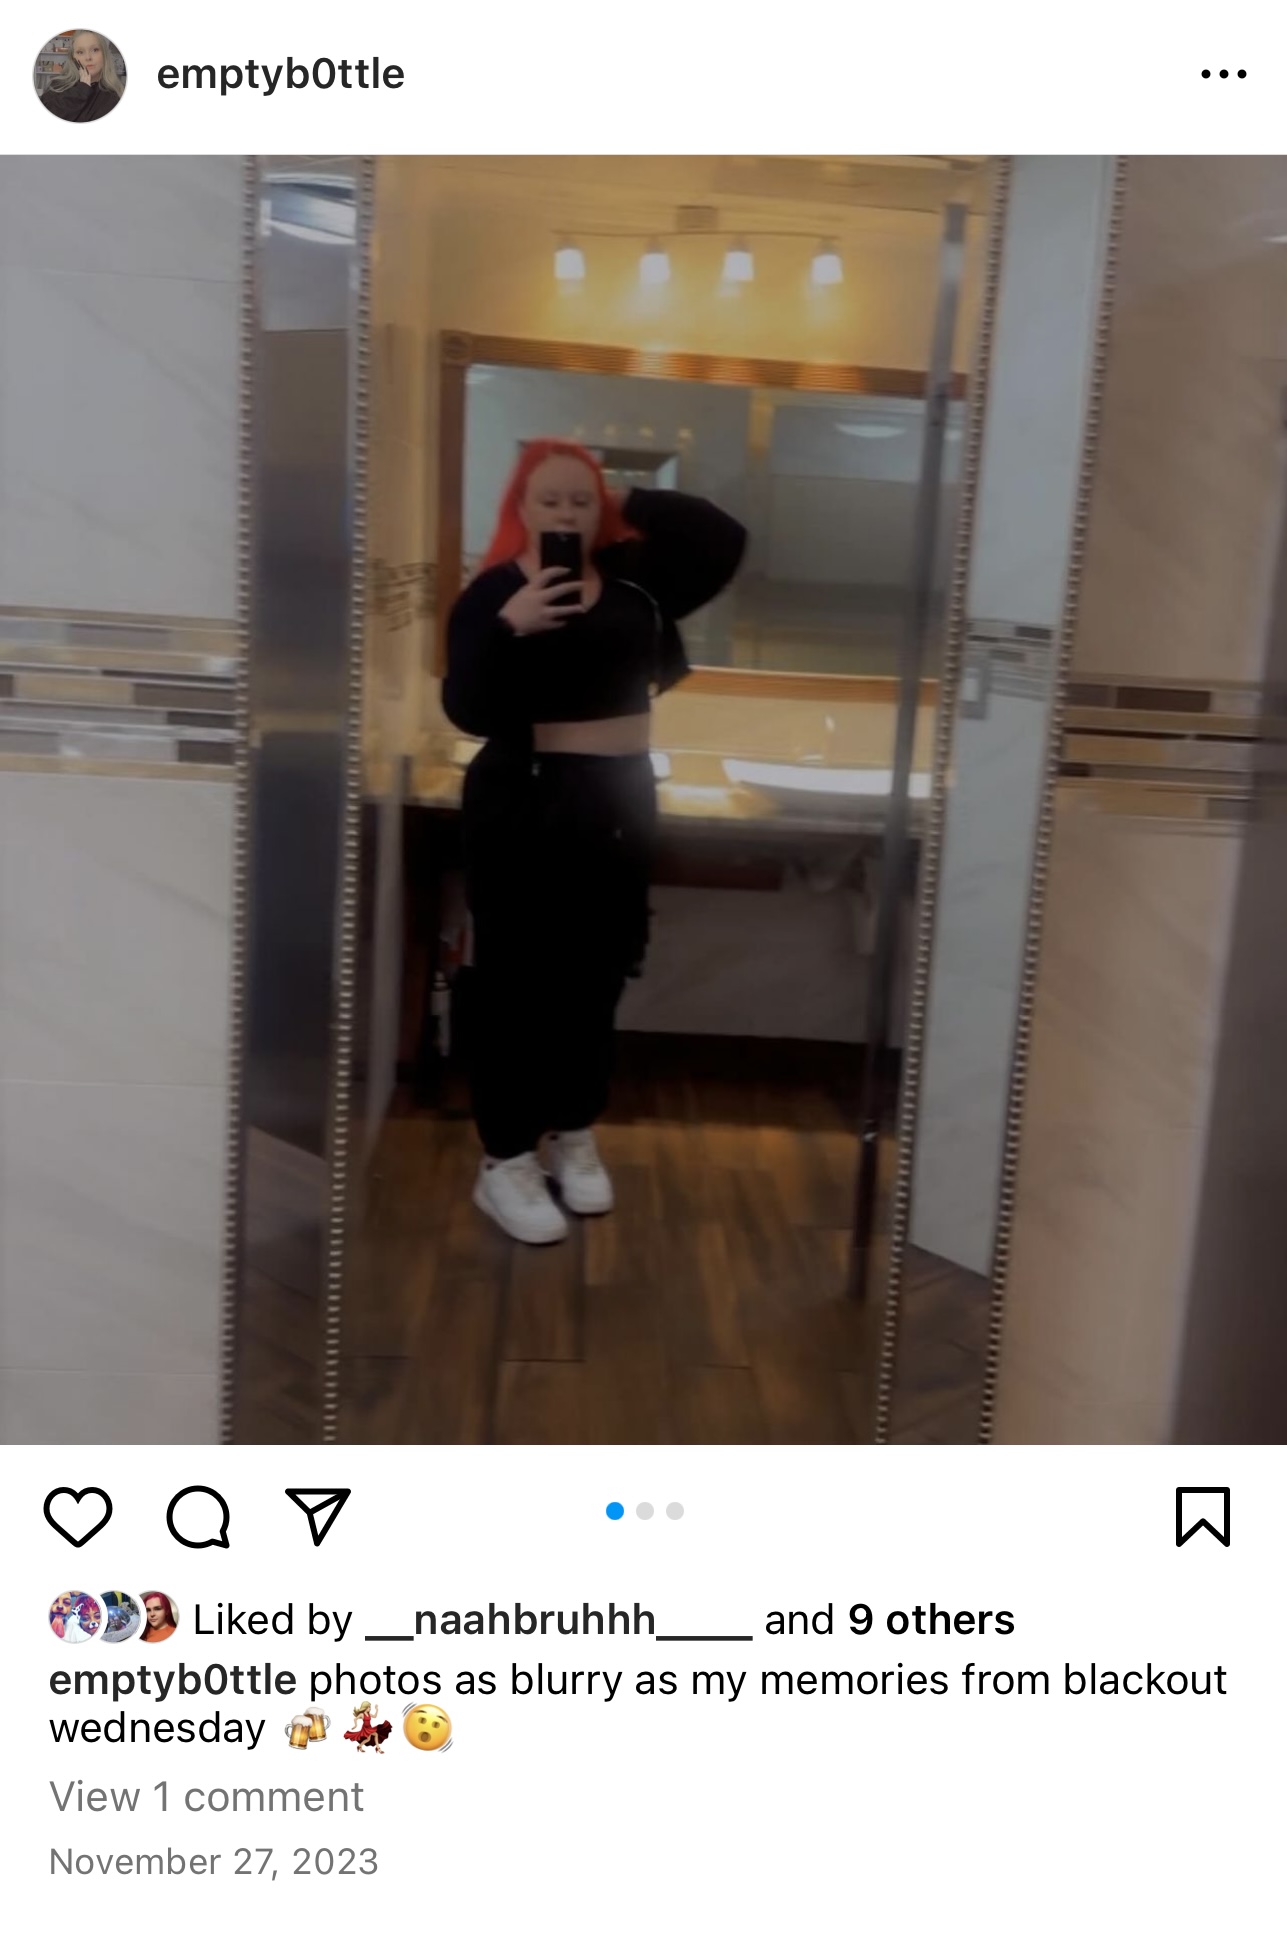 emptyb0ttle
Liked by __naahbruhhh____ and 9 others
emptyb0ttle photos as blurry as my memories from blackout
wednesday 🍻💃🏼🫨
View 1 comment
November 27, 2023